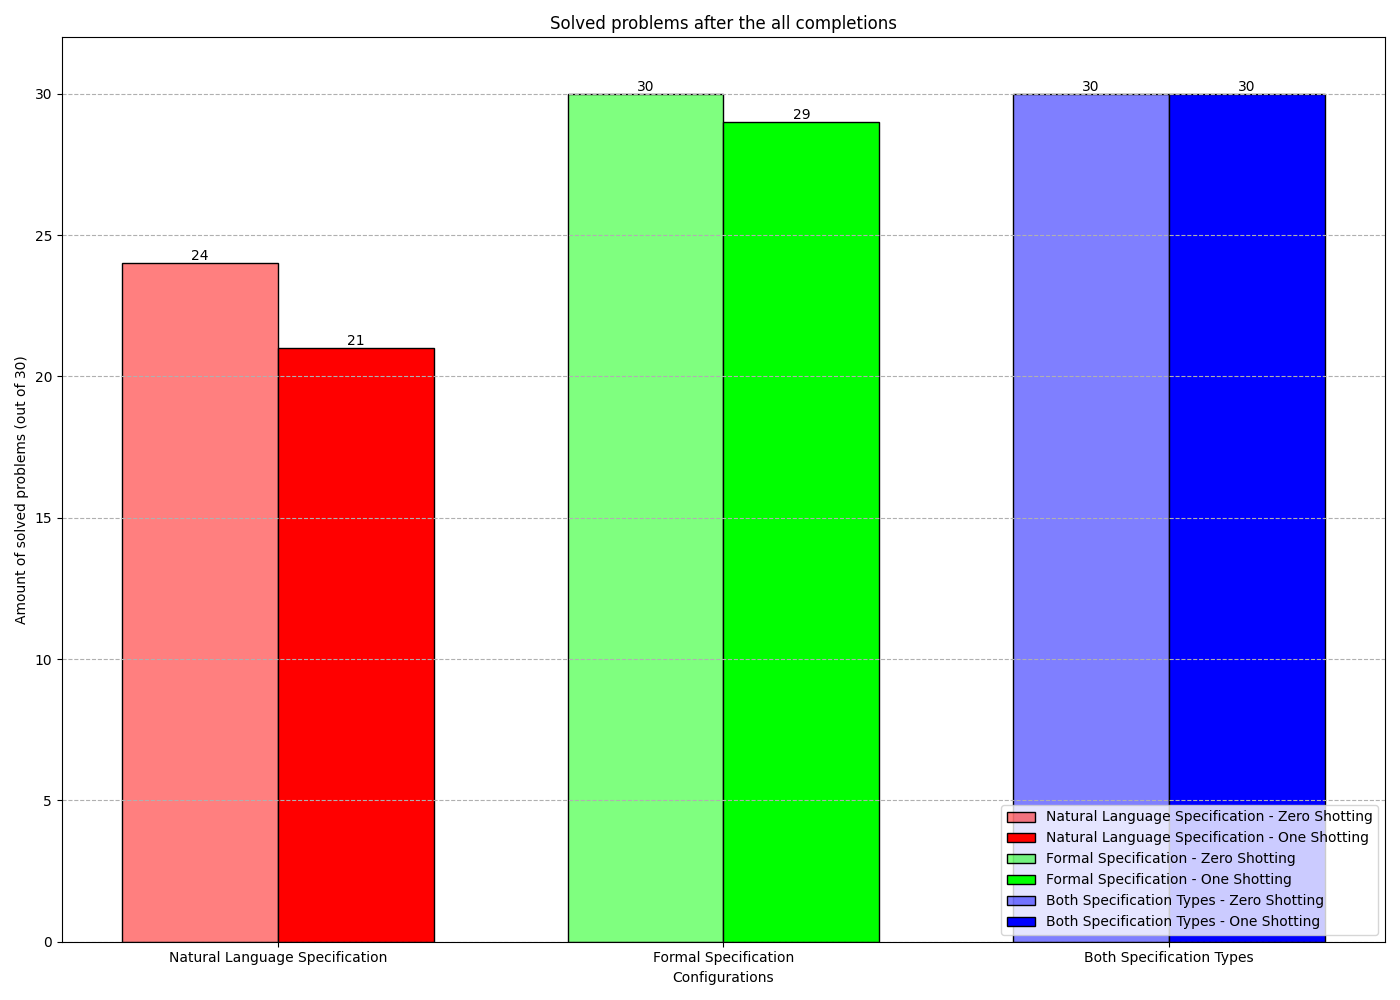 Solved problems after the all completions
Amount of solved problems (out of 30)
30
25
20
15
10
5
0
24
21
30
29
30
30
Natural Language Specification - Zero Shotting
Natural Language Specification - One Shotting
Formal Specification - Zero Shotting
Formal Specification - One Shotting
Both Specification Types - Zero Shotting
Both Specification Types - One Shotting
Natural Language Specification
Formal Specification
Both Specification Types
Configurations